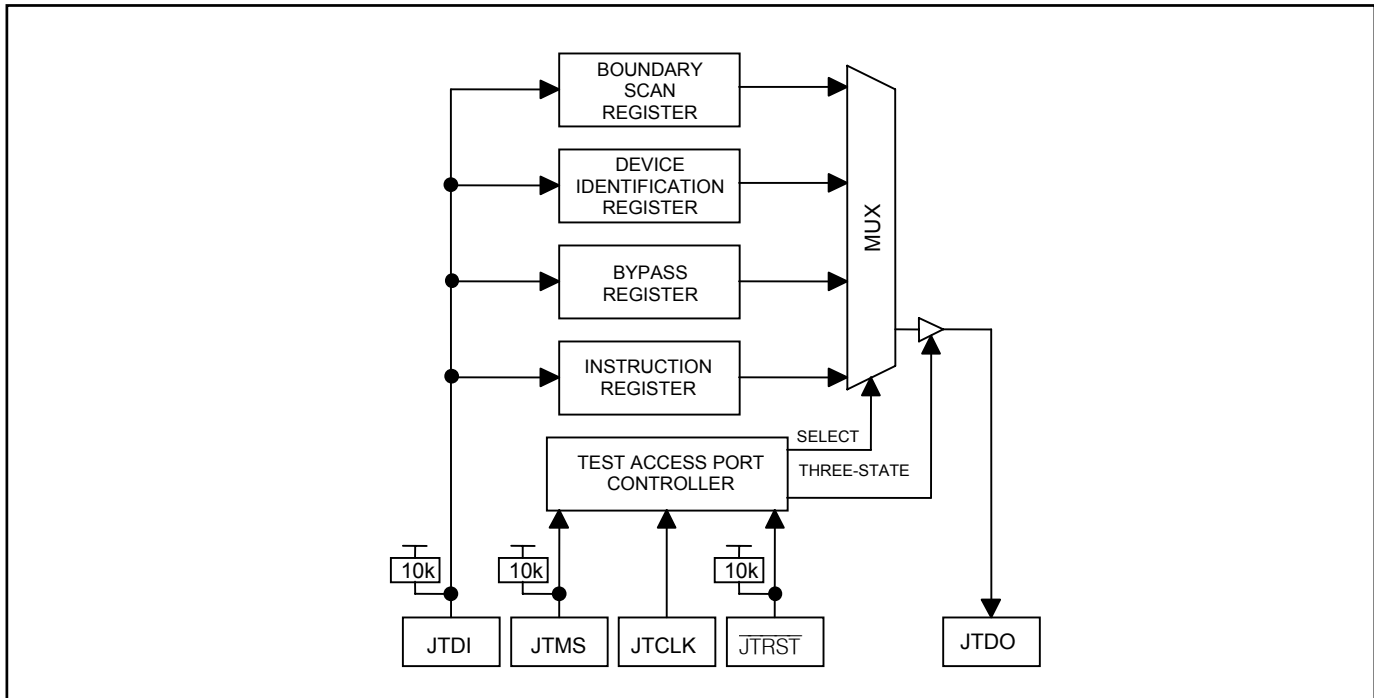 BOUNDARY
SCAN
REGISTER
DEVICE
IDENTIFICATION
REGISTER
BYPASS
REGISTER
INSTRUCTION
REGISTER
MUX
SELECT
TEST ACCESS PORT
CONTROLLER
THREE-STATE
10k
10k
10k
JTDI
JTMS
JTCLK
JTRST
JTDO